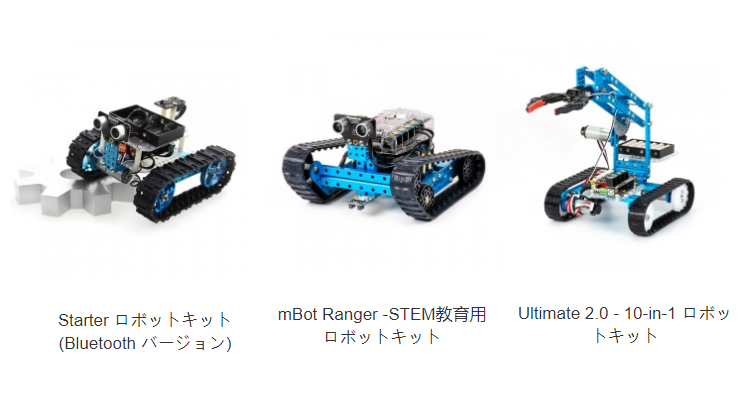 Starter ロボットキット
(Bluetooth バージョン)
mBot Ranger -STEM教育用
ロボットキット
Ultimate 2.0 - 10-in-1 ロボッ
トキット